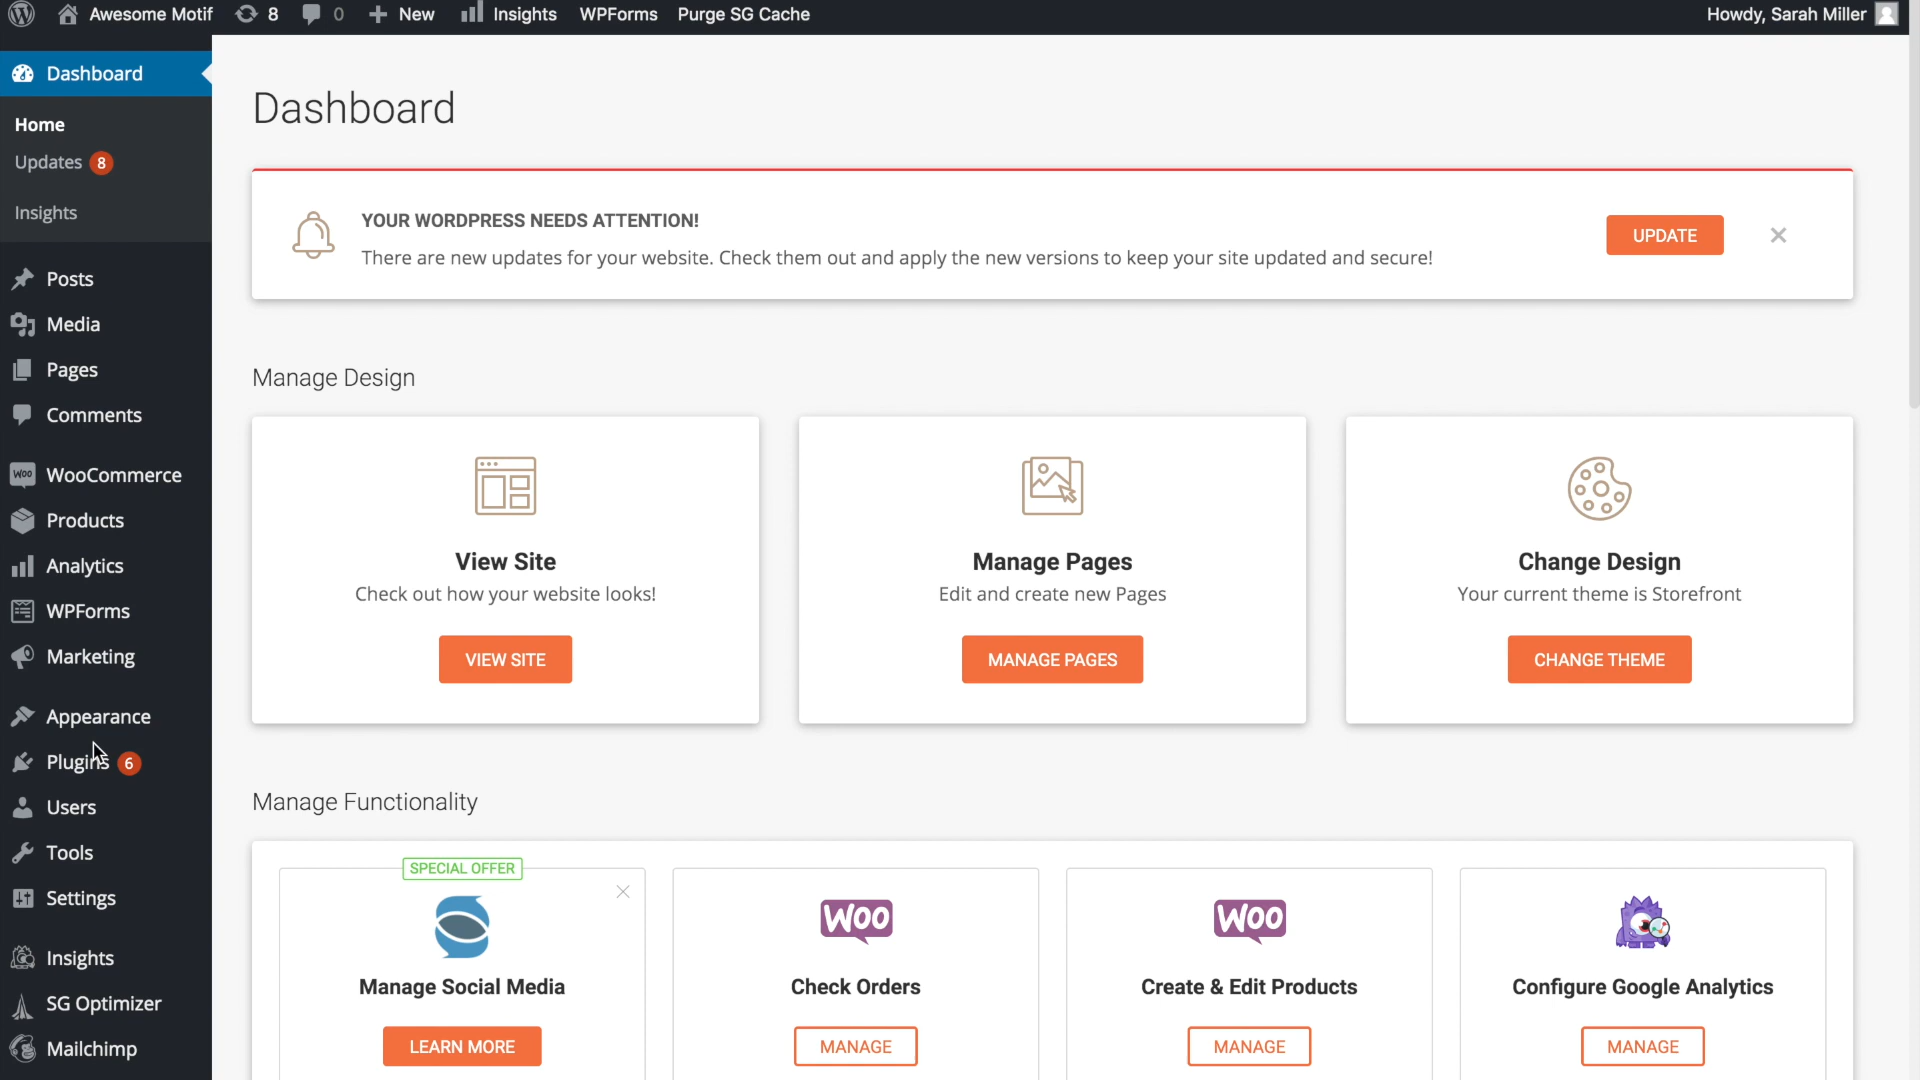 Awesome Motif
8
0
New
Insights
WPForms
Purge SG Cache
Howdy, Sarah Miller
Dashboard
Home
Updates 8
Insights
Posts
Media
Pages
Comments
Woo WooCommerce
Products
Analytics
WPForms
Marketing
Appearance
Plugins 6
Users
Tools
Settings
Insights
SG Optimizer
Mailchimp
Dashboard
YOUR WORDPRESS NEEDS ATTENTION!
There are new updates for your website. Check them out and apply the new versions to keep your site updated and secure!
UPDATE
Manage Design
View Site
Check out how your website looks!
VIEW SITE
Manage Pages
Edit and create new Pages
MANAGE PAGES
Change Design
Your current theme is Storefront
CHANGE THEME
Manage Functionality
SPECIAL OFFER
Manage Social Media
LEARN MORE
WOO
Check Orders
MANAGE
WOO
Create & Edit Products
MANAGE
Configure Google Analytics
MANAGE